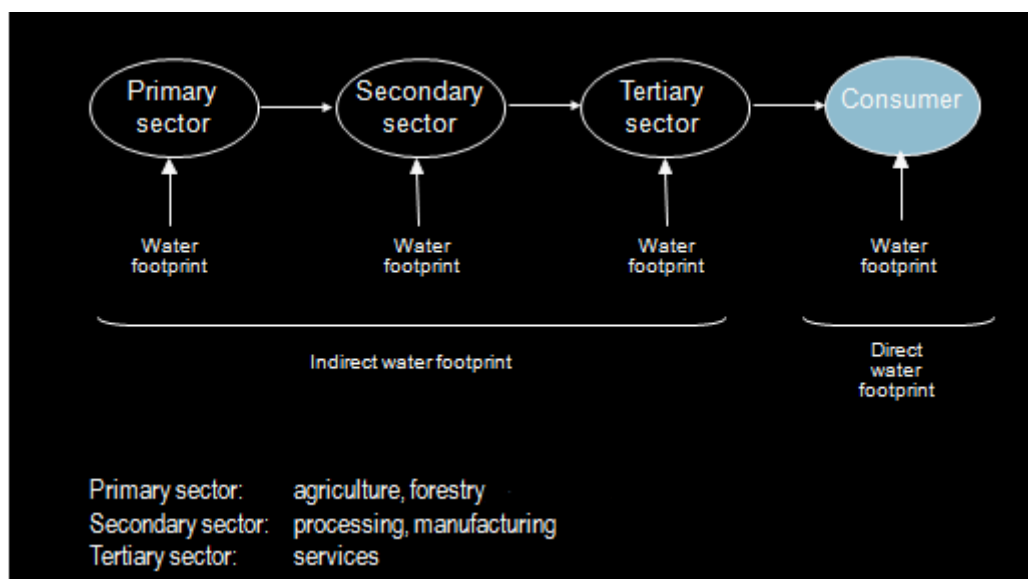 Primary
sector
Secondary
sector
Tertiary
sector
Consumer
Water
footprint
Water
footprint
Water
footprint
Water
footprint
Indirect water footprint
Direct
water
footprint
Primary sector: agriculture, forestry
Secondary sector: processing, manufacturing
Tertiary sector: services